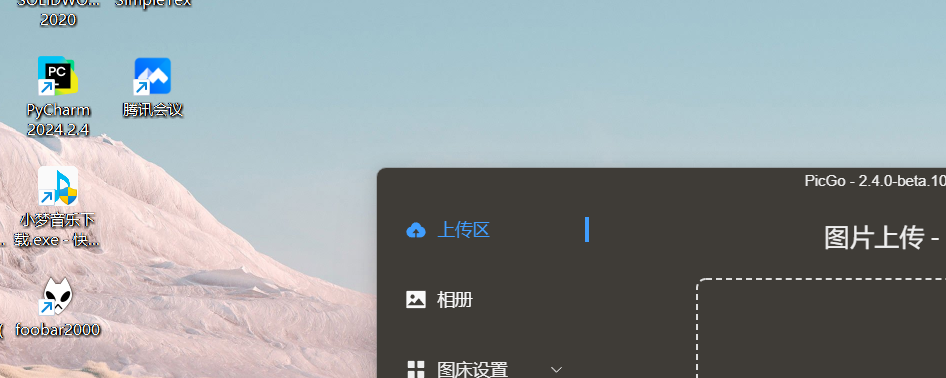 SOLIDWO...
2020
SimpleTex
PC
PyCharm
2024.2.4
腾讯会议
小梦音乐下
载.exe - 快...
foobar2000
PicGo - 2.4.0-beta.10
上传区
图片上传 -
相册
图床设置